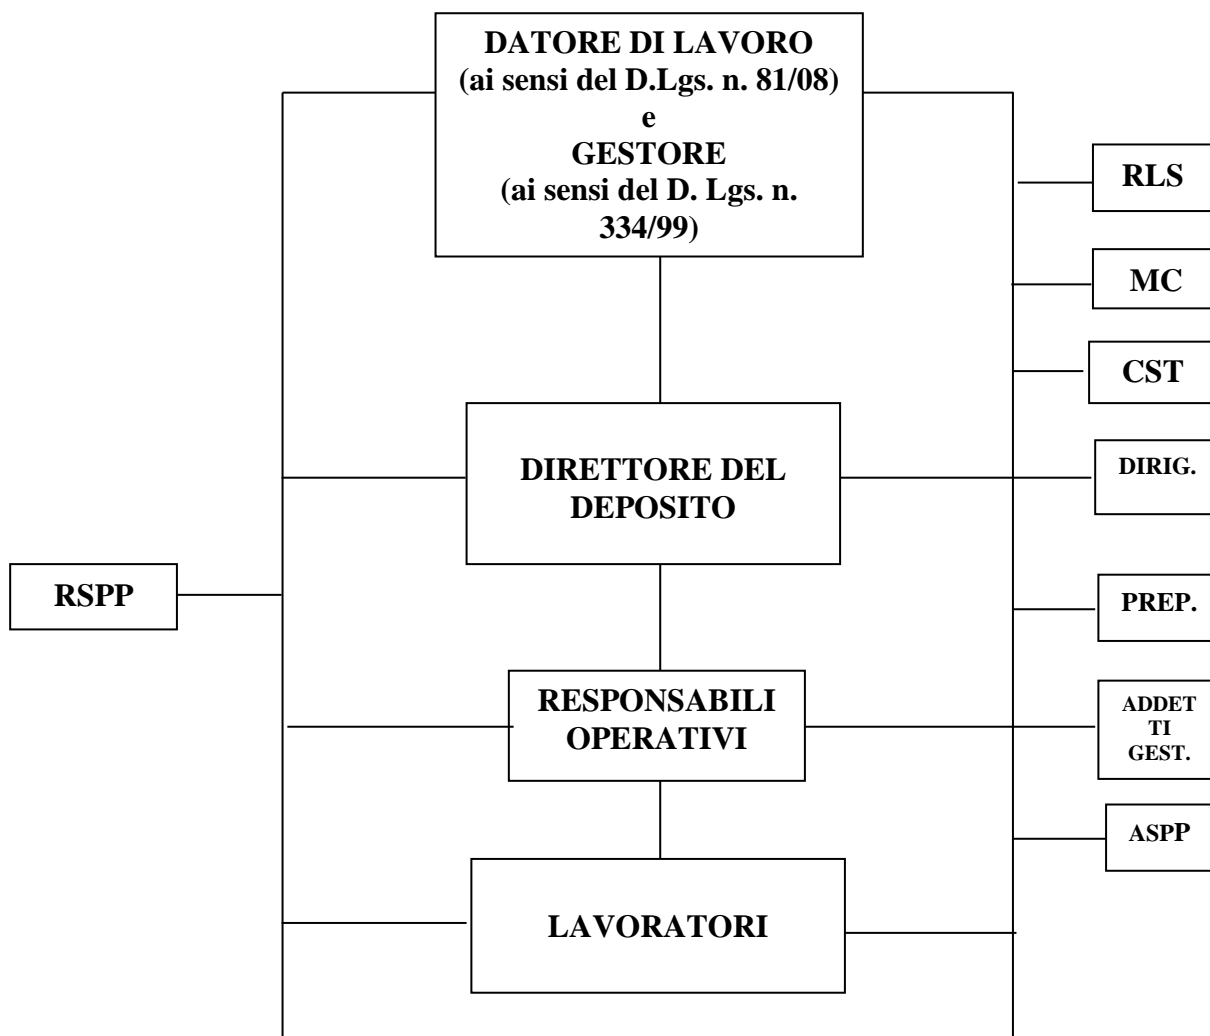 DATORE DI LAVORO
(ai sensi del D.Lgs. n. 81/08)
e
GESTORE
(ai sensi del D. Lgs. n.
334/99)
RLS
MC
CST
DIRETTORE DEL
DEPOSITO
DIRIG.
RSPP
PREP.
RESPONSABILI
OPERATIVI
ADDET
TI
GEST.
ASPP
LAVORATORI